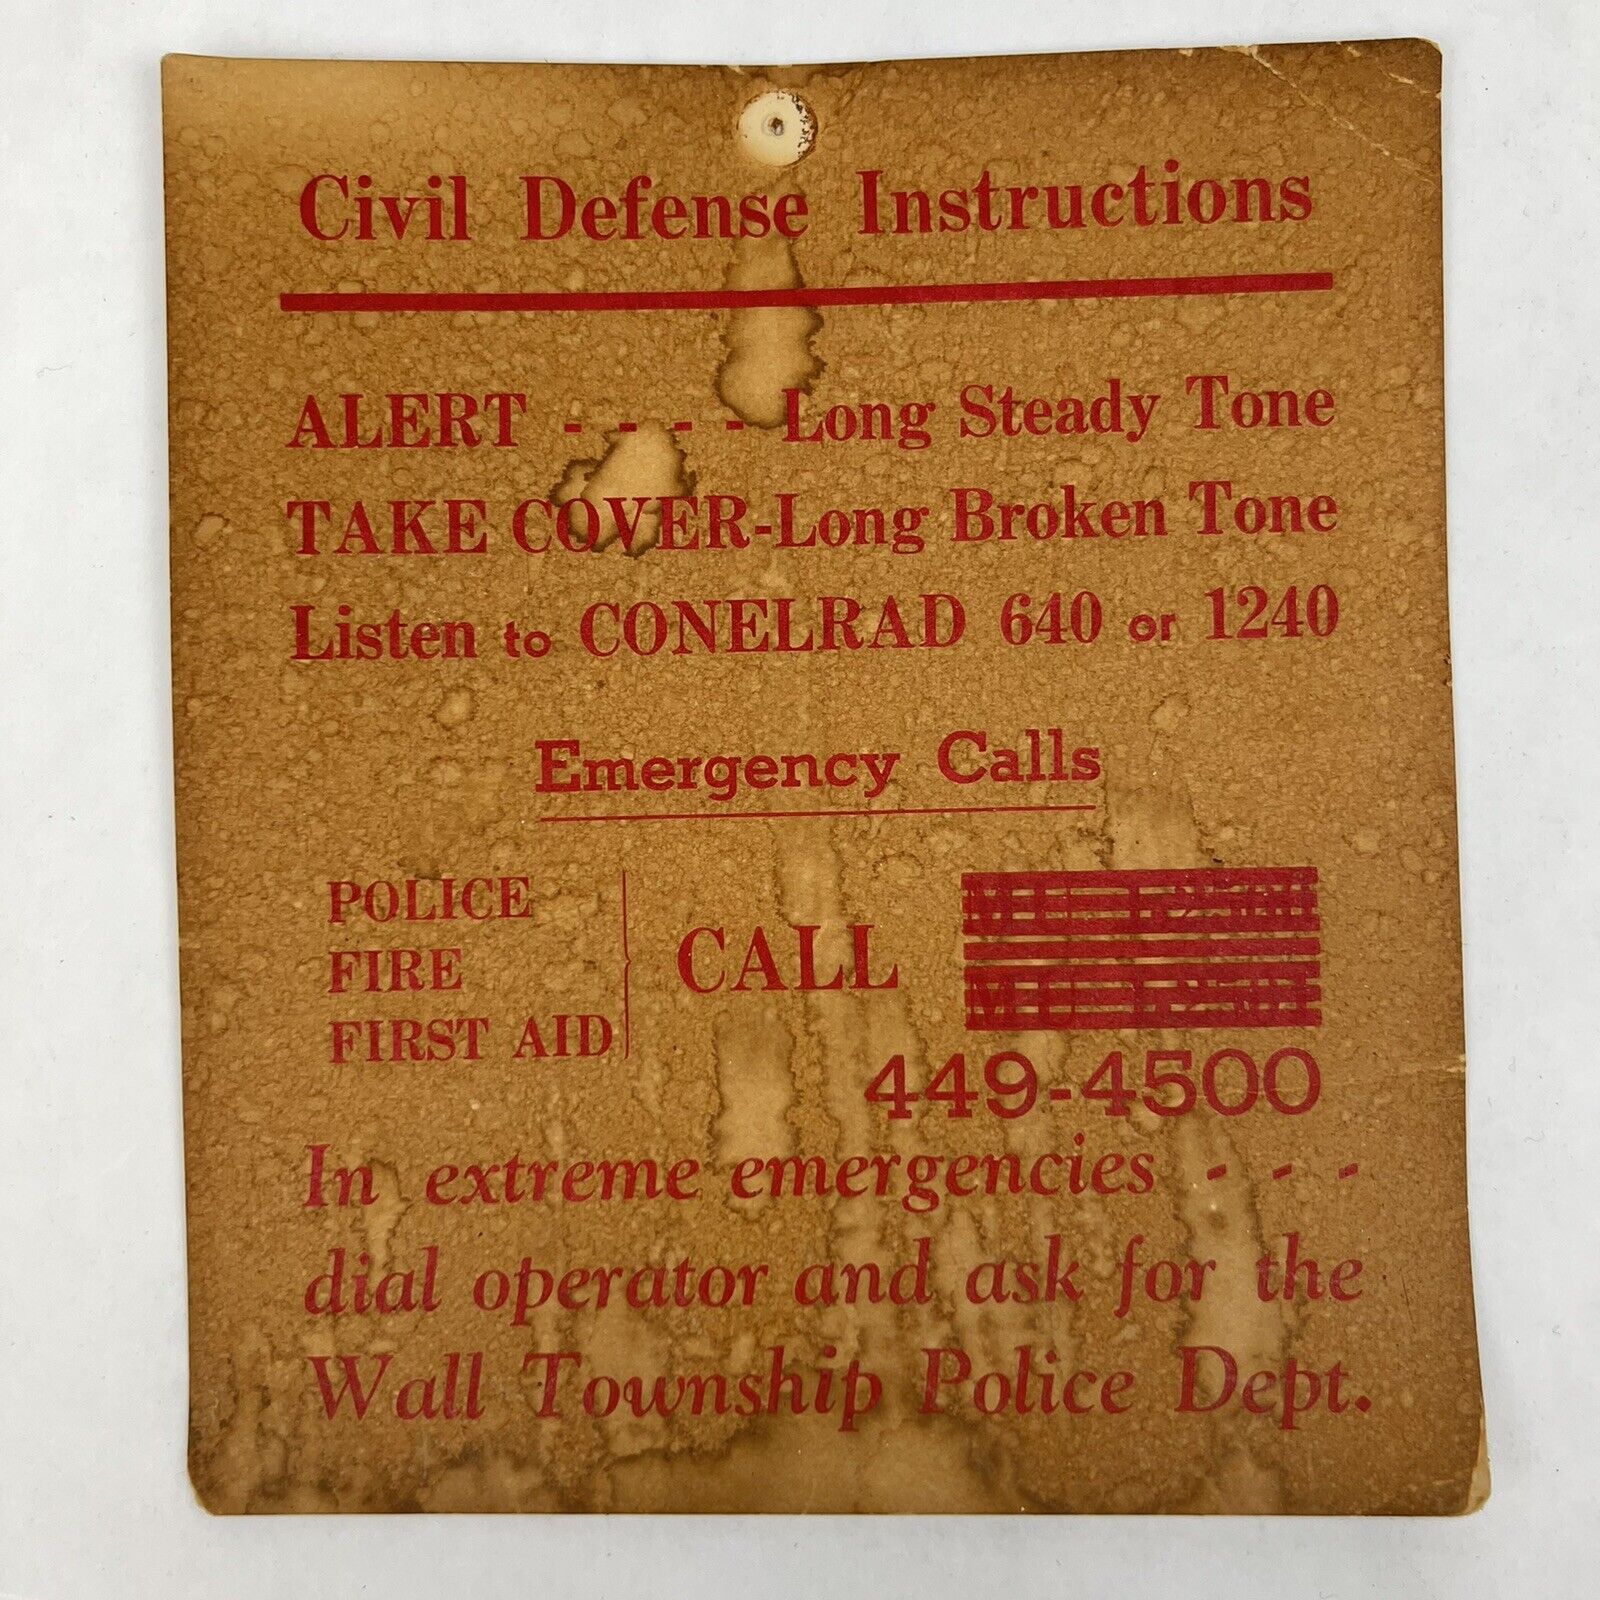 Civil Defense Instructions
ALERT - - - - Long Steady Tone
TAKE COVER-Long Broken Tone
Listen to CONELRAD 640 or 1240
Emergency Calls
POLICE
FIRE
FIRST AID
CALL
449-4500
In extreme emergencies - - -
dial operator and ask for the
Wall Township Police Dept.